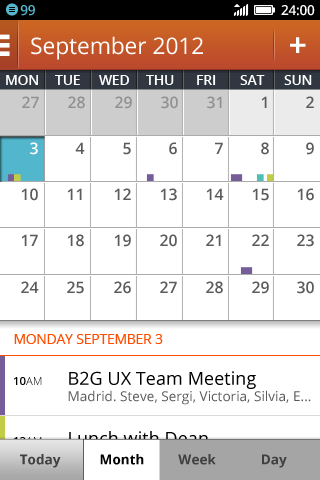 99 24:00
September 2012 +
MON TUE WED THU FRI SAT SUN
27 28 29 30 31 1 2
3 4 5 6 7 8 9
10 11 12 13 14 15 16
17 18 19 20 21 22 23
24 25 26 27 28 29 30
MONDAY SEPTEMBER 3
10AM B2G UX Team Meeting
Madrid. Steve, Sergi, Victoria, Silvia, E...
Lunch with Dean
Today Month Week Day